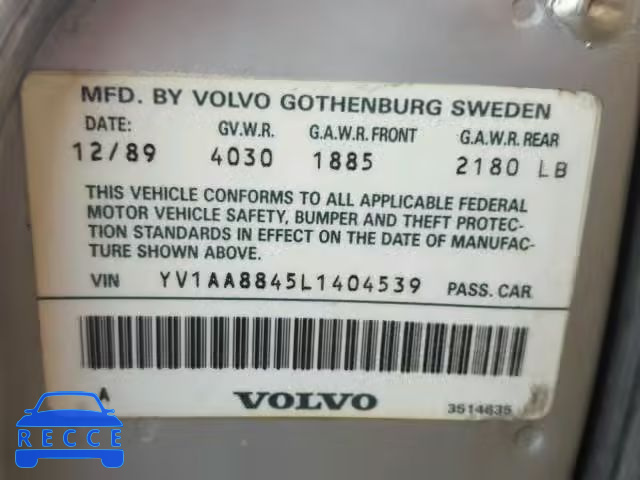 MFD. BY VOLVO GOTHENBURG SWEDEN
DATE: GV.W.R. G.A.W.R. FRONT G.A.W.R. REAR
12/89 4030 1885 2180 LB
THIS VEHICLE CONFORMS TO ALL APPLICABLE FEDERAL
MOTOR VEHICLE SAFETY, BUMPER AND THEFT PROTEC-
TION STANDARDS IN EFFECT ON THE DATE OF MANUFAC-
TURE SHOWN ABOVE.
VIN YV1AA8845L1404539 PASS. CAR
A VOLVO 3514635
RECCE